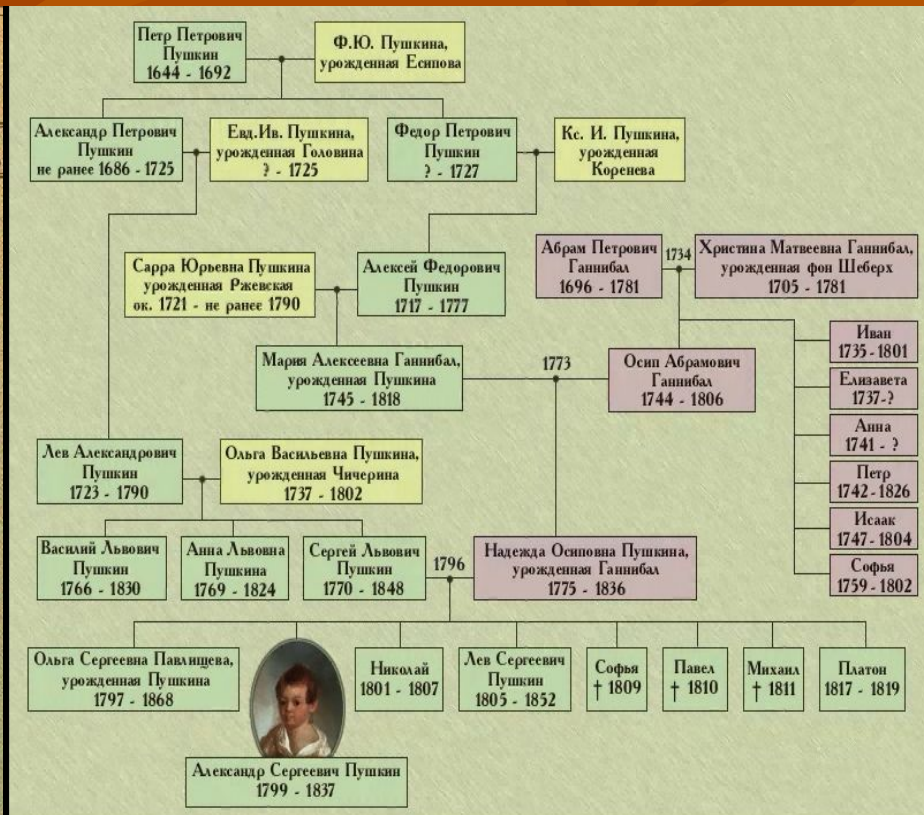 Петр Петрович
Пушкин
1644 - 1692
Ф.Ю. Пушкина,
урожденная Есипова
Александр Петрович
Пушкин
не ранее 1686 - 1725
Евд.Ив. Пушкина,
урожденная Головина
? - 1725
Федор Петрович
Пушкин
? - 1727
Кс. И. Пушкина,
урожденная
Коренева
Сарра Юрьевна Пушкина
урожденная Ржевская
ок. 1721 - не ранее 1790
Алексей Федорович
Пушкин
1717 - 1777
Абрам Петрович
Ганнибал
1696 - 1781
1734
Христина Матвеевна Ганнибал,
урожденная фон Шеберх
1705 - 1781
Мария Алексеевна Ганнибал,
урожденная Пушкина
1745 - 1818
1773
Осип Абрамович
Ганнибал
1744 - 1806
Иван
1735 - 1801
Елизавета
1737-?
Анна
1741 - ?
Петр
1742-1826
Исаак
1747-1804
Софья
1759-1802
Лев Александрович
Пушкин
1723 - 1790
Ольга Васильевна Пушкина,
урожденная Чичерина
1737 - 1802
Василий Львович
Пушкин
1766 - 1830
Анна Львовна
Пушкина
1769 - 1824
Сергей Львович
Пушкин
1770 - 1848
1796
Надежда Осиповна Пушкина,
урожденная Ганнибал
1775 - 1836
Ольга Сергеевна Павлищева,
урожденная Пушкина
1797 - 1868
Александр Сергеевич Пушкин
1799 - 1837
Николай
1801 - 1807
Лев Сергеевич
Пушкин
1805 - 1852
Софья
† 1809
Павел
† 1810
Михаил
† 1811
Платон
1817 - 1819